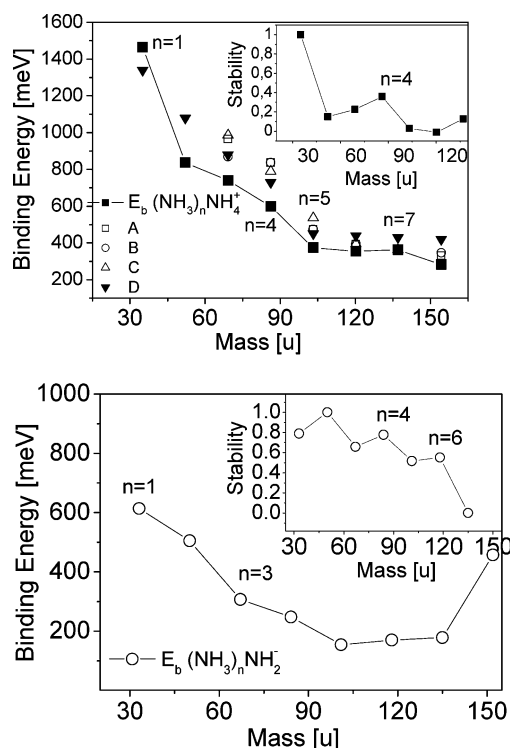 1600
1400
1200
1000
800
600
400
200
Binding Energy [meV]
n=1
E_b (NH_3)_nNH_4^+
A
B
C
D
n=4
n=5
n=7
30 60 90 120 150
Mass [u]
1
0,8
0,6
0,4
0,2
0
Stability
n=4
30 60 90 120
Mass [u]
1000
800
600
400
200
Binding Energy [meV]
n=1
n=3
E_b (NH_3)_nNH_2^-
30 60 90 120 150
Mass [u]
1.0
0.8
0.6
0.4
0.2
0.0
Stability
n=4
n=6
30 60 90 120 150
Mass [u]